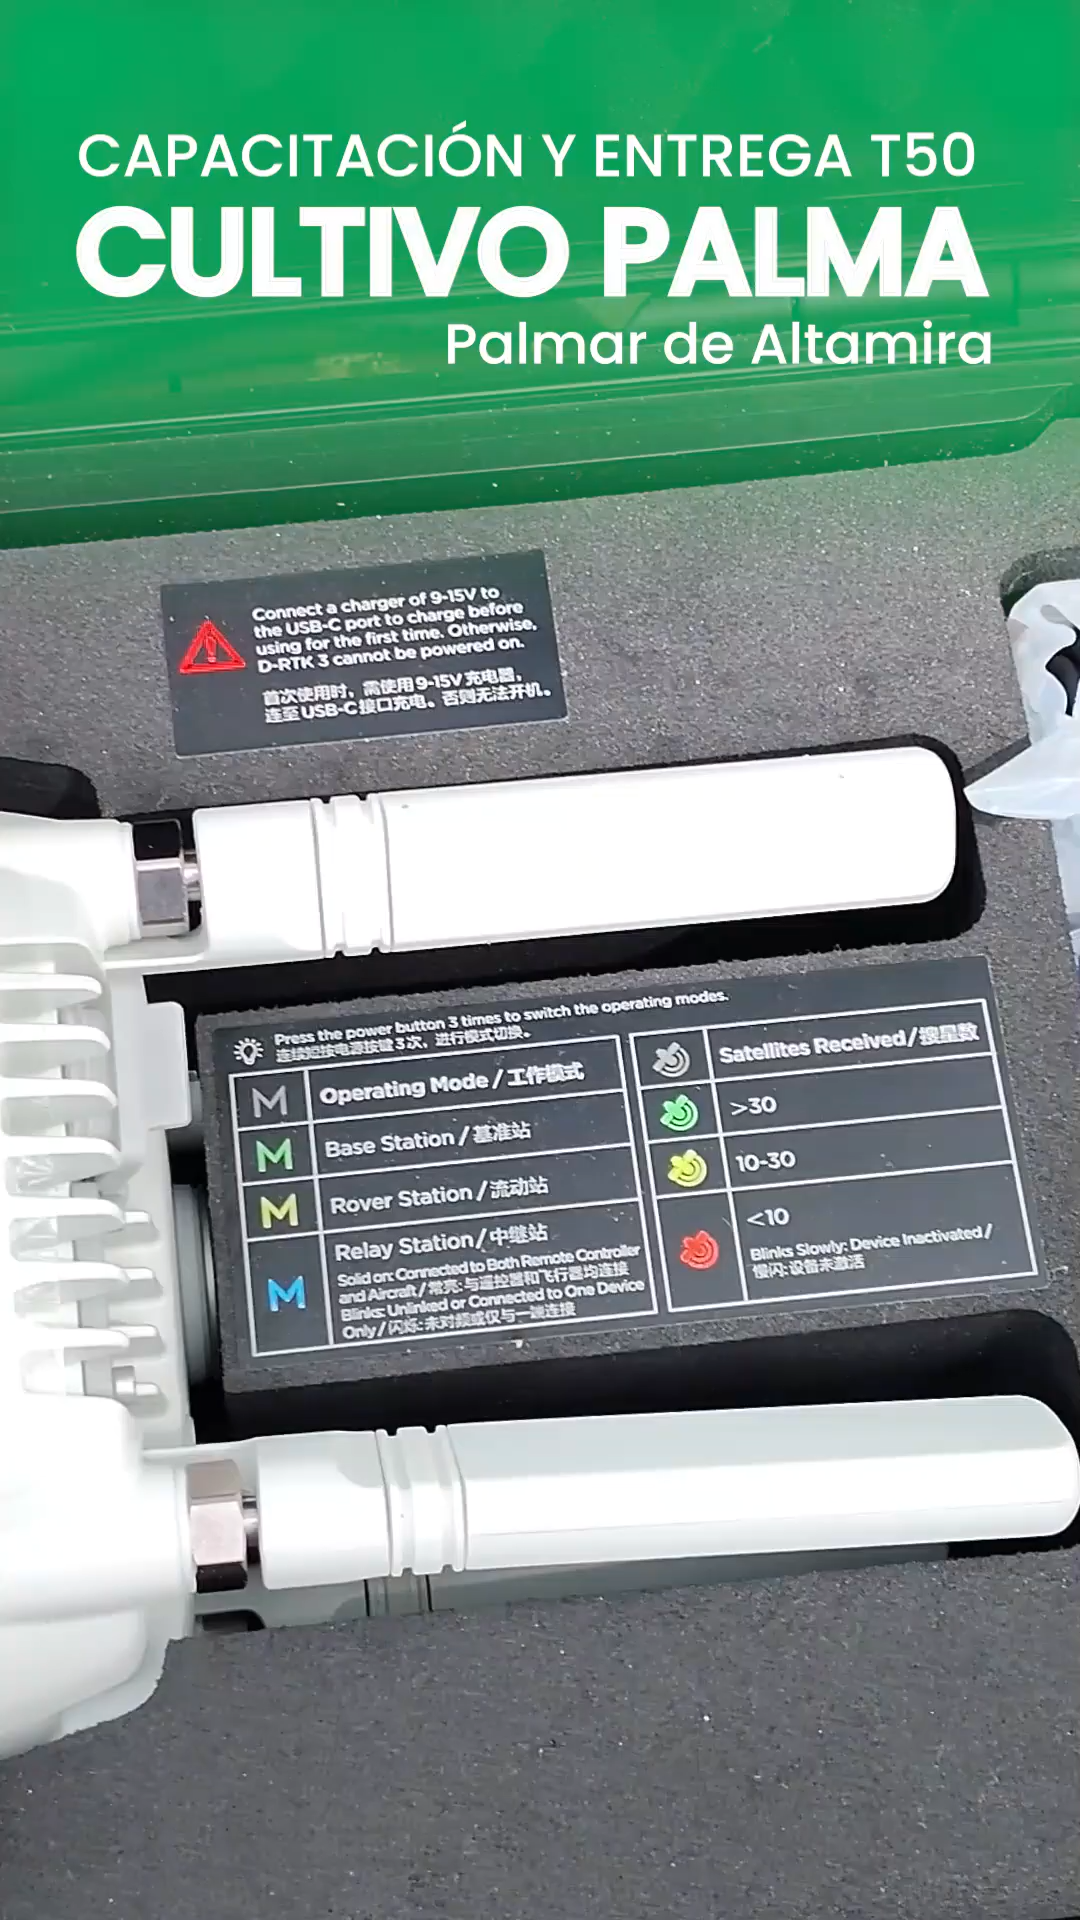 CAPACITACIÓN Y ENTREGA T50
CULTIVO PALMA
Palmar de Altamira
Connect a charger of 9-15V to
the USB-C port to charge before
using for the first time. Otherwise,
D-RTK 3 cannot be powered on.
首次使用时，需使用9-15V充电器，
连至USB-C接口充电。否则无法开机。
Press the power button 3 times to switch the operating modes.
连续短按电源按键3次，进行模式切换。
M Operating Mode / 工作模式
M Base Station / 基准站
M Rover Station / 流动站
M Relay Station / 中继站
Solid on: Connected to Both Remote Controller
and Aircraft / 常亮: 与遥控器和飞行器均连接
Blinks: Unlinked or Connected to One Device
Only / 闪烁: 未对频或仅与一端连接
Satellites Received / 搜星数
>30
10-30
<10
Blinks Slowly: Device Inactivated /
慢闪: 设备未激活